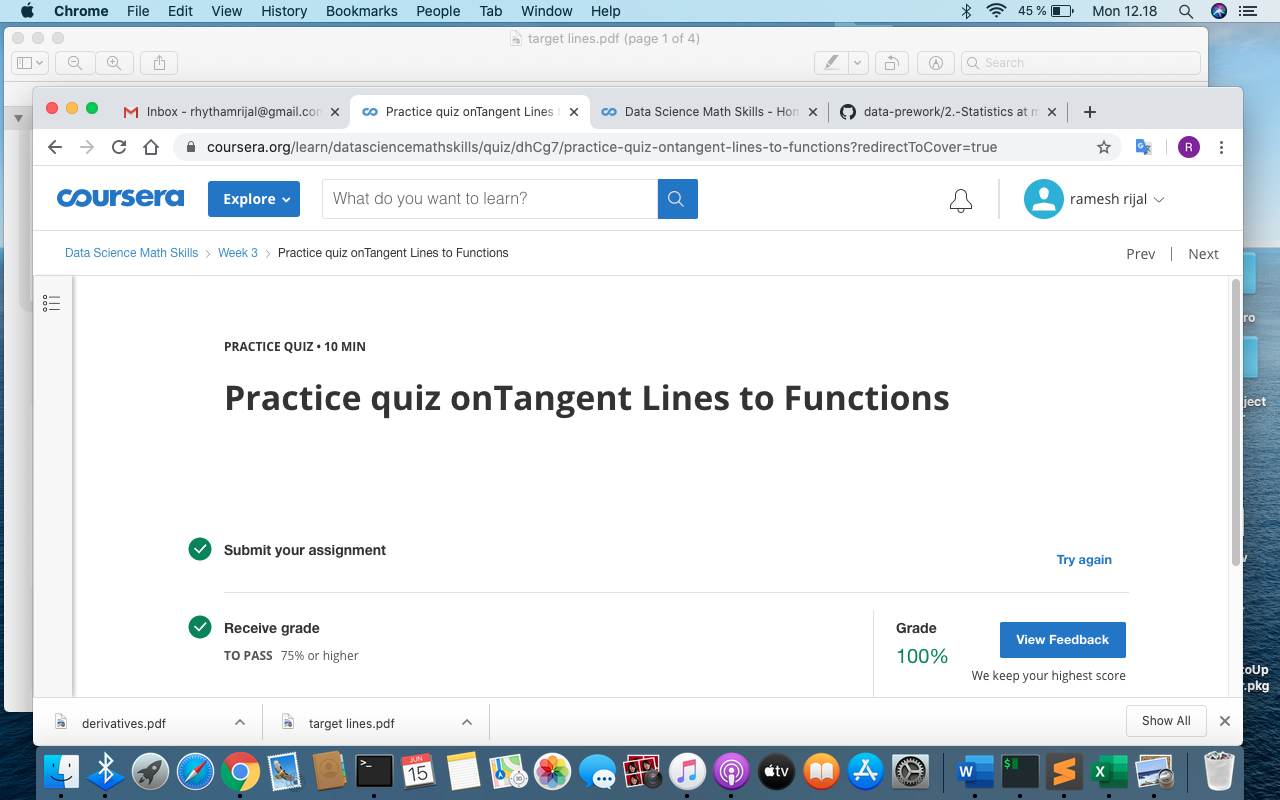 Chrome File Edit View History Bookmarks People Tab Window Help 45 % Mon 12.18
target lines.pdf (page 1 of 4)
Search
Inbox - rhythamrijal@gmail.com Practice quiz onTangent Lines t Data Science Math Skills - Hom data-prework/2.-Statistics at m
coursera.org/learn/datasciencemathskills/quiz/dhCg7/practice-quiz-ontangent-lines-to-functions?redirectToCover=true R
coursera Explore What do you want to learn? ramesh rijal
Data Science Math Skills > Week 3 > Practice quiz onTangent Lines to Functions Prev | Next
PRACTICE QUIZ • 10 MIN
Practice quiz onTangent Lines to Functions
Submit your assignment
Try again
Receive grade
TO PASS 75% or higher
Grade
100%
View Feedback
We keep your highest score
ro
ject
toUp
r.pkg
derivatives.pdf target lines.pdf Show All
JUN
15
tv
W
$
X